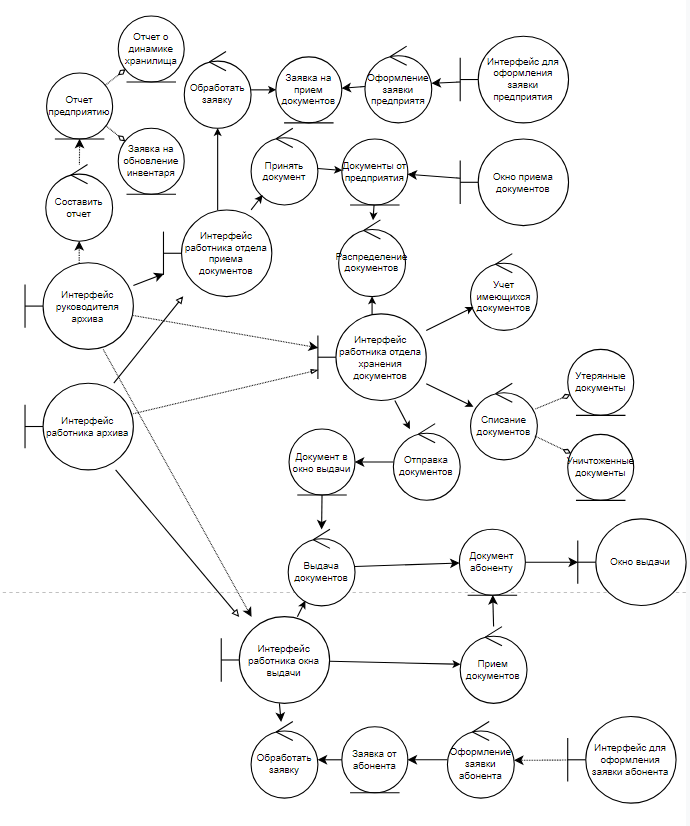 Отчет о
динамике
хранилища
Обработать
заявку
Заявка на
прием
документов
Оформление
заявки
предприятя
Интерфейс для
оформления
заявки
предприятия
Отчет
предприятию
Заявка на
обновление
инвентаря
Принять
документ
Документы от
предприятия
Окно приема
документов
Составить
отчет
Интерфейс
работника отдела
приема
документов
Распределение
документов
Интерфейс
руководителя
архива
Учет
имеющихся
документов
Интерфейс
работника отдела
хранения
документов
Утерянные
документы
Интерфейс
работника архива
Списание
документов
Документ в
окно выдачи
Отправка
документов
Уничтоженные
документы
Выдача
документов
Документ
абоненту
Окно выдачи
Интерфейс
работника окна
выдачи
Прием
документов
Обработать
заявку
Заявка от
абонента
Оформление
заявки
абонента
Интерфейс для
оформления
заявки абонента